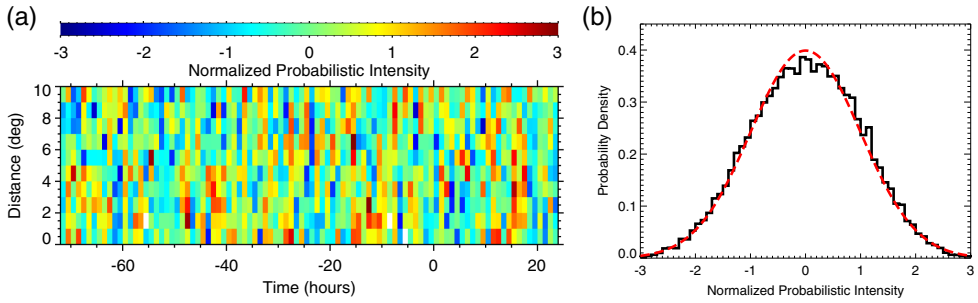 (a)
-3 -2 -1 0 1 2 3
Normalized Probabilistic Intensity
10
8
6
4
2
0
Distance (deg)
-60 -40 -20 0 20
Time (hours)
(b)
0.4
0.3
0.2
0.1
0.0
Probability Density
-3 -2 -1 0 1 2 3
Normalized Probabilistic Intensity